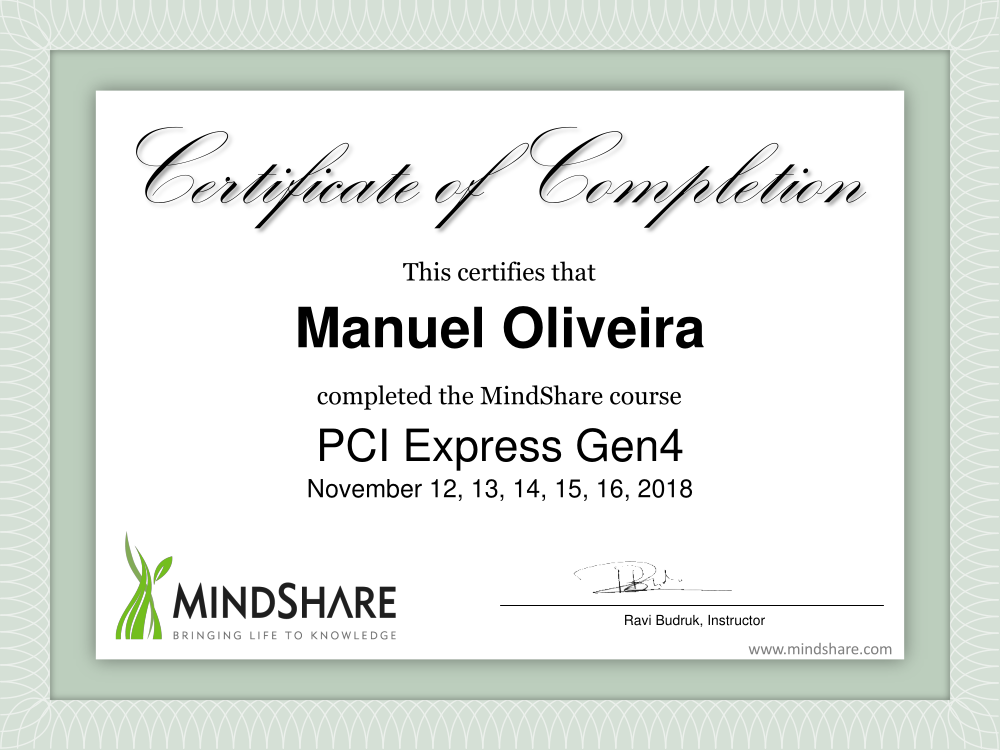 Certificate of Completion
This certifies that
Manuel Oliveira
completed the MindShare course
PCI Express Gen4
November 12, 13, 14, 15, 16, 2018
MINDSHARE
BRINGING LIFE TO KNOWLEDGE
Ravi Budruk, Instructor
www.mindshare.com